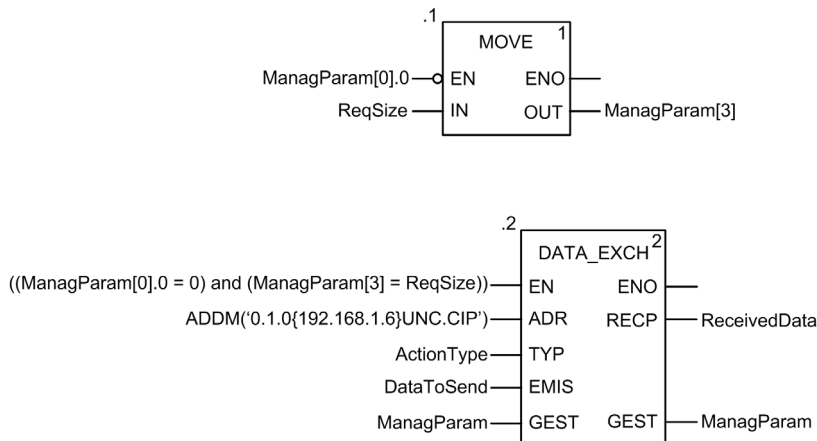 .1
MOVE 1
ManagParam[0].0 EN ENO
ReqSize IN OUT ManagParam[3]
.2
DATA_EXCH 2
((ManagParam[0].0 = 0) and (ManagParam[3] = ReqSize)) EN ENO
ADDM(‘0.1.0{192.168.1.6}UNC.CIP’) ADR RECP ReceivedData
ActionType TYP
DataToSend EMIS
ManagParam GEST GEST ManagParam